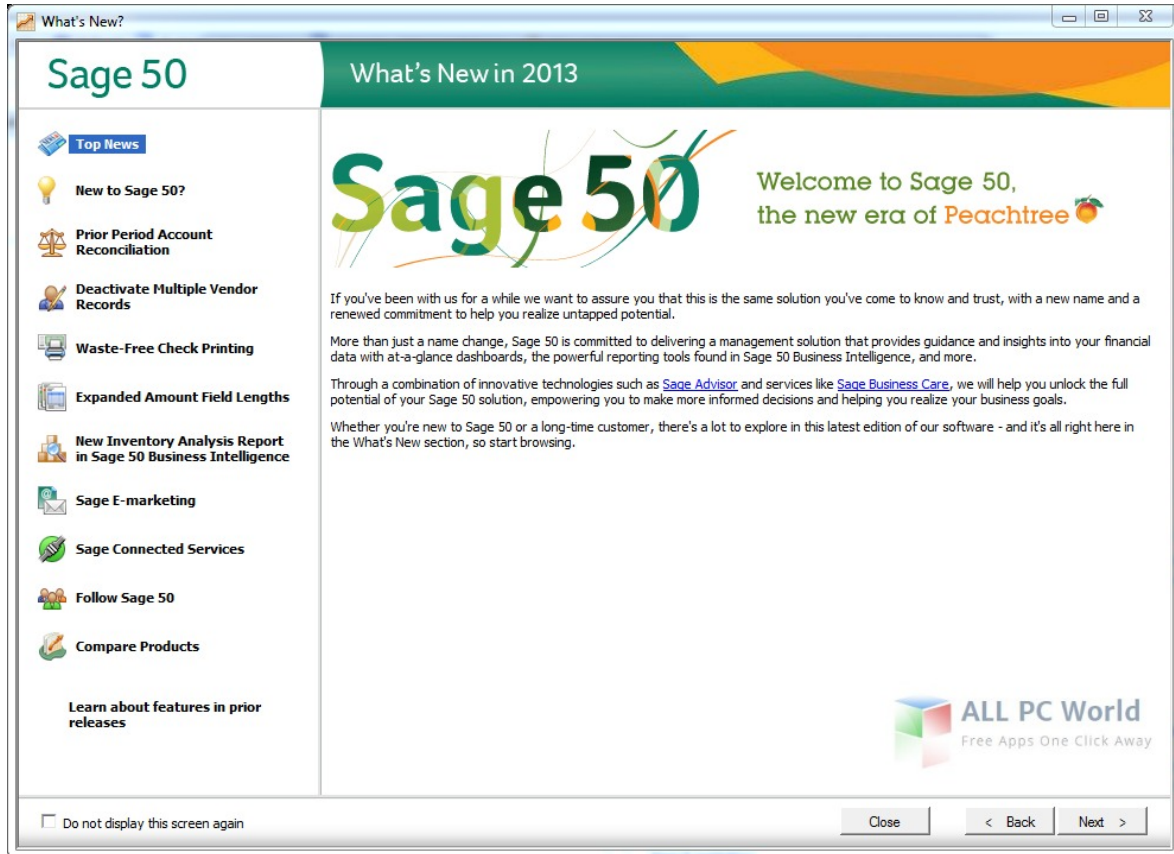 What's New?
Sage 50
What's New in 2013
Top News
New to Sage 50?
Prior Period Account
Reconciliation
Deactivate Multiple Vendor
Records
Waste-Free Check Printing
Expanded Amount Field Lengths
New Inventory Analysis Report
in Sage 50 Business Intelligence
Sage E-marketing
Sage Connected Services
Follow Sage 50
Compare Products
Learn about features in prior
releases
Sage 50
Welcome to Sage 50,
the new era of Peachtree
If you've been with us for a while we want to assure you that this is the same solution you've come to know and trust, with a new name and a
renewed commitment to help you realize untapped potential.
More than just a name change, Sage 50 is committed to delivering a management solution that provides guidance and insights into your financial
data with at-a-glance dashboards, the powerful reporting tools found in Sage 50 Business Intelligence, and more.
Through a combination of innovative technologies such as Sage Advisor and services like Sage Business Care, we will help you unlock the full
potential of your Sage 50 solution, empowering you to make more informed decisions and helping you realize your business goals.
Whether you're new to Sage 50 or a long-time customer, there's a lot to explore in this latest edition of our software - and it's all right here in
the What's New section, so start browsing.
ALL PC World
Free Apps One Click Away
Do not display this screen again
Close
< Back
Next >